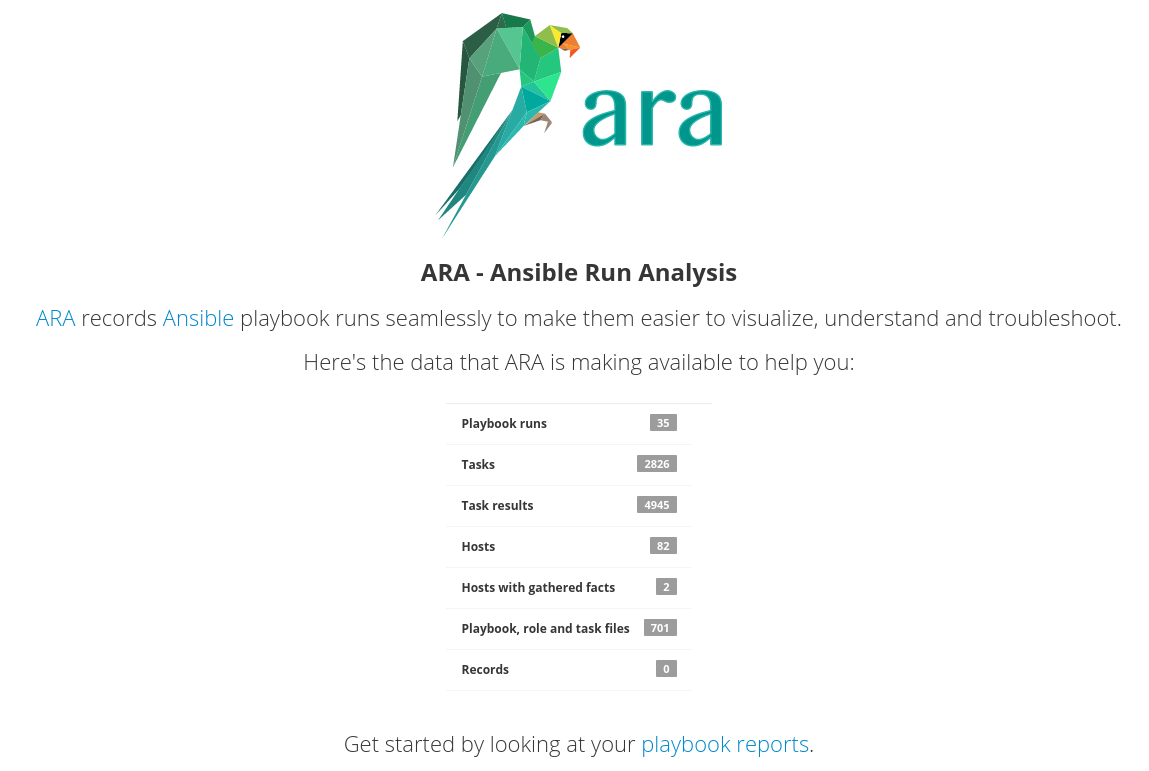 ara
ARA - Ansible Run Analysis
ARA records Ansible playbook runs seamlessly to make them easier to visualize, understand and troubleshoot.
Here's the data that ARA is making available to help you:
Playbook runs 35
Tasks 2826
Task results 4945
Hosts 82
Hosts with gathered facts 2
Playbook, role and task files 701
Records 0
Get started by looking at your playbook reports.